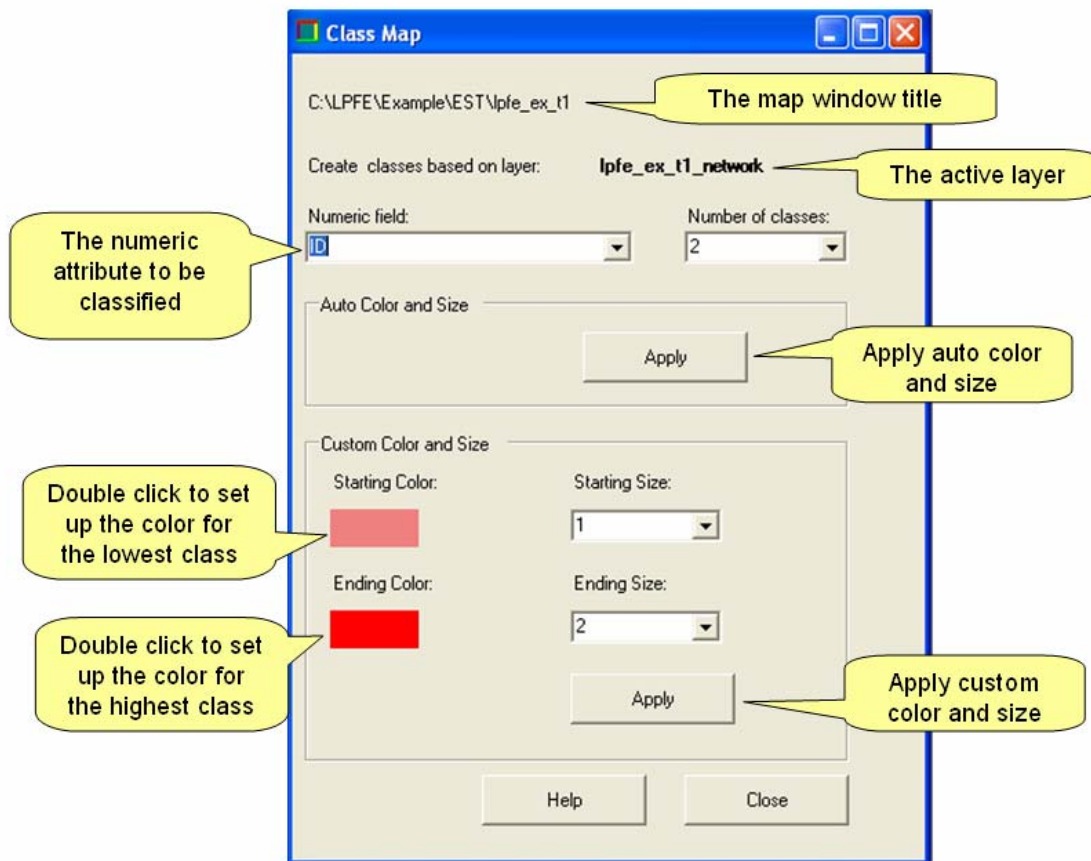 Class Map
C:\LPFE\Example\EST\lpfe_ex_t1
The map window title
Create classes based on layer:
lpfe_ex_t1_network
The active layer
Numeric field:
Number of classes:
The numeric
attribute to be
classified
ID
2
Auto Color and Size
Apply
Apply auto color
and size
Custom Color and Size
Starting Color:
Starting Size:
Double click to set
up the color for
the lowest class
1
Ending Color:
Ending Size:
Double click to set
up the color for
the highest class
2
Apply
Apply custom
color and size
Help
Close